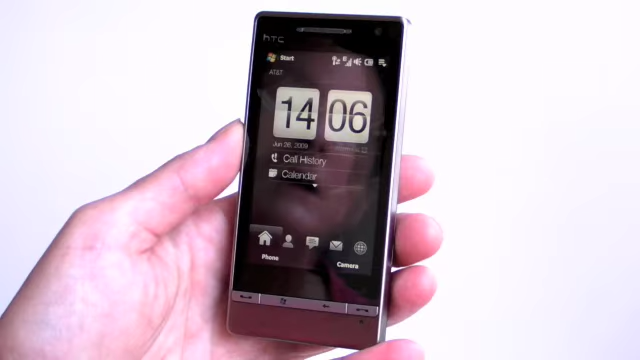 hTC
Start
AT&T
14 06
Jun 26, 2009
Call History
Calendar
Phone
Camera